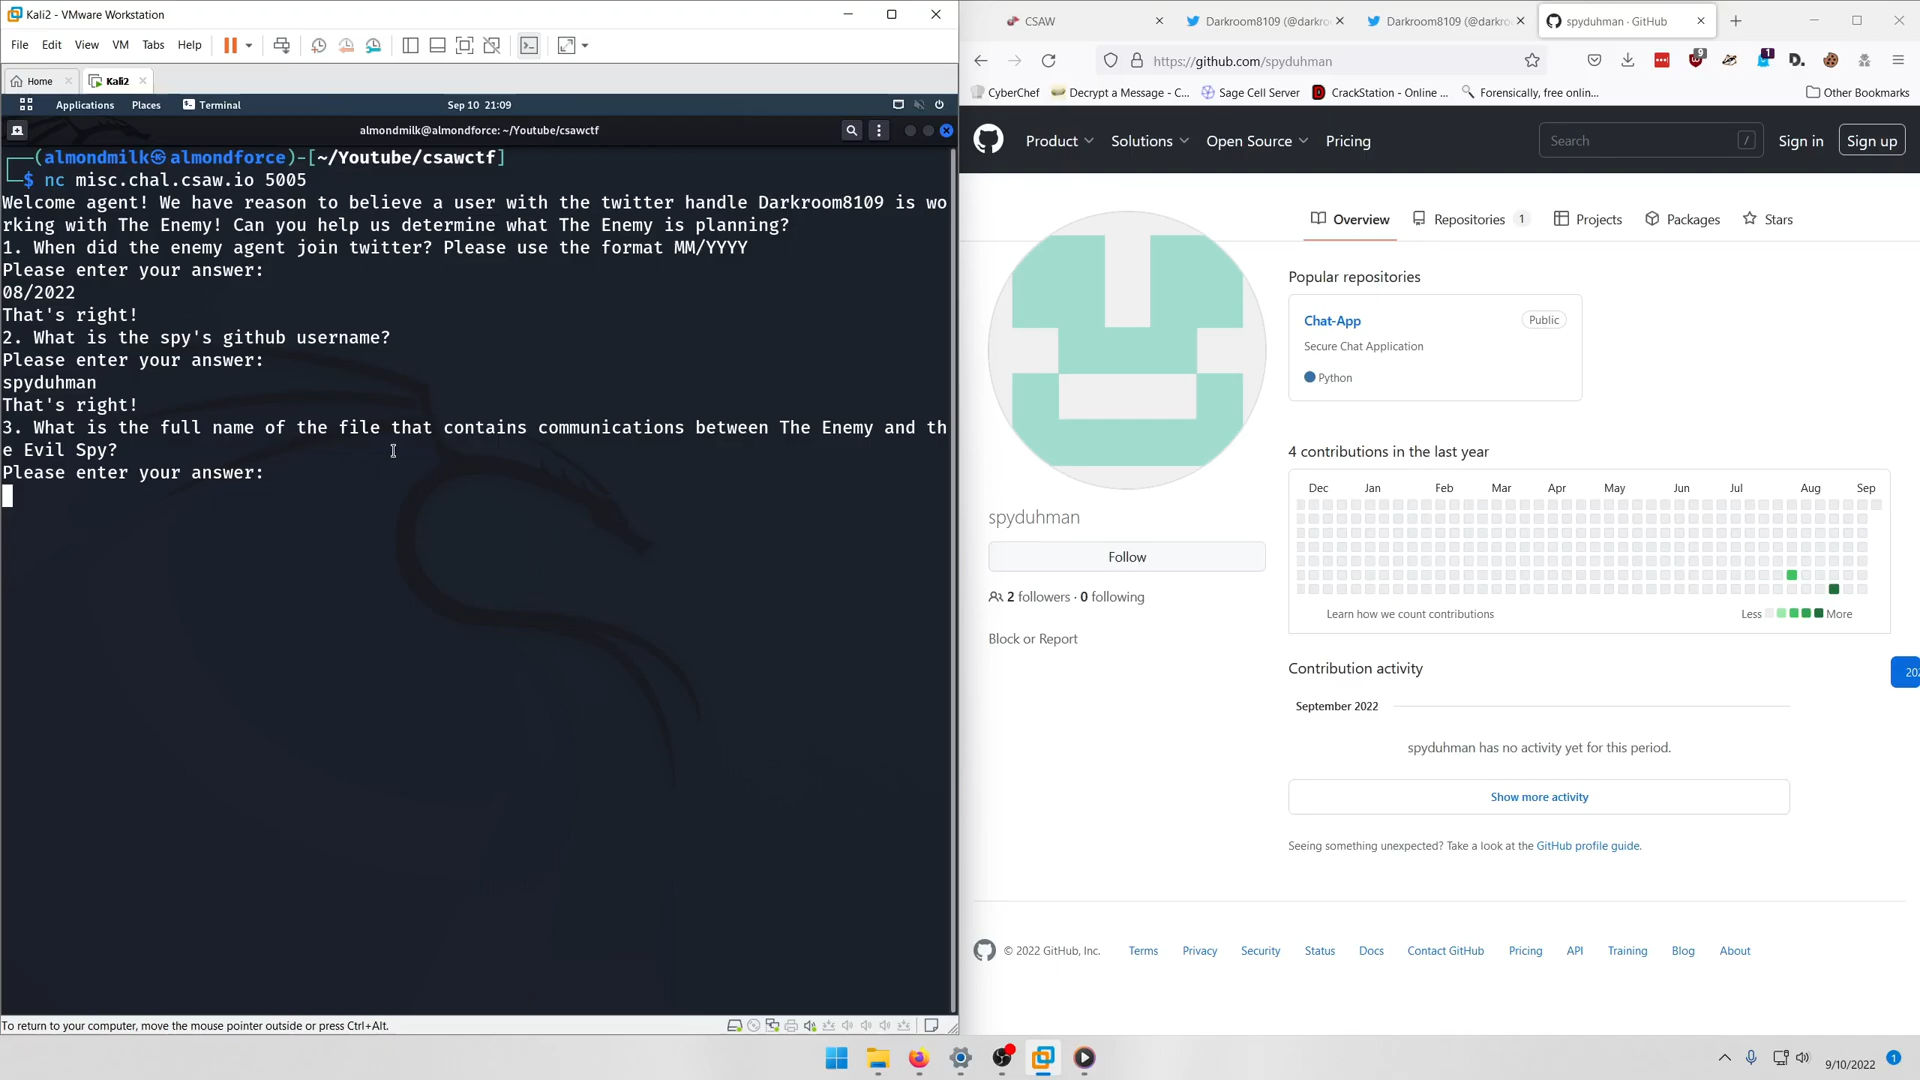 Kali2 - VMware Workstation
File Edit View VM Tabs Help
Home
Kali2
Applications Places Terminal
Sep 10 21:09
almondmilk@almondforce: ~/Youtube/csawctf
(almondmilk㉿almondforce)-[~/Youtube/csawctf]
$ nc misc.chal.csaw.io 5005
Welcome agent! We have reason to believe a user with the twitter handle Darkroom8109 is wo
rking with The Enemy! Can you help us determine what The Enemy is planning?
1. When did the enemy agent join twitter? Please use the format MM/YYYY
Please enter your answer:
08/2022
That's right!
2. What is the spy's github username?
Please enter your answer:
spyduhman
That's right!
3. What is the full name of the file that contains communications between The Enemy and th
e Evil Spy?
Please enter your answer:
To return to your computer, move the mouse pointer outside or press Ctrl+Alt.
CSAW
Darkroom8109 (@darkro
Darkroom8109 (@darkro
spyduhman · GitHub
https://github.com/spyduhman
9
1
D.
CyberChef
Decrypt a Message - C...
Sage Cell Server
CrackStation - Online ...
Forensically, free onlin...
Other Bookmarks
Product Solutions Open Source Pricing
Search /
Sign in
Sign up
Overview
Repositories 1
Projects
Packages
Stars
Popular repositories
Chat-App
Public
Secure Chat Application
Python
4 contributions in the last year
Dec Jan Feb Mar Apr May Jun Jul Aug Sep
Learn how we count contributions
Less More
spyduhman
Follow
2 followers · 0 following
Block or Report
Contribution activity
202
September 2022
spyduhman has no activity yet for this period.
Show more activity
Seeing something unexpected? Take a look at the GitHub profile guide.
© 2022 GitHub, Inc. Terms Privacy Security Status Docs Contact GitHub Pricing API Training Blog About
9/10/2022
1